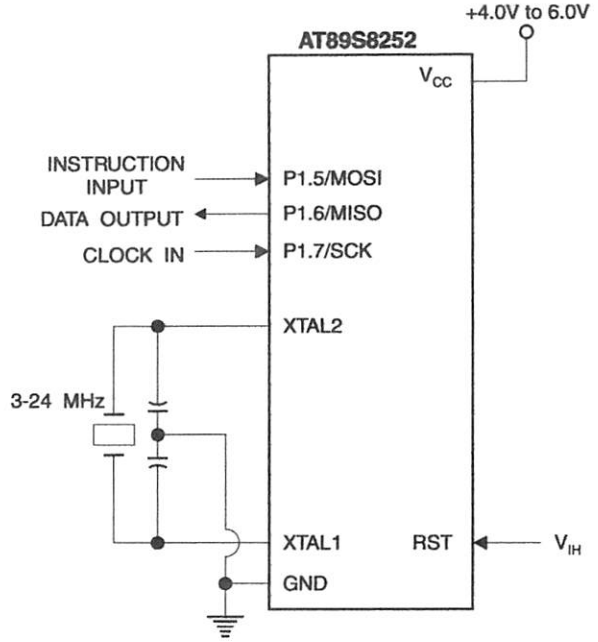 +4.0V to 6.0V
AT89S8252
VCC
INSTRUCTION
INPUT
P1.5/MOSI
DATA OUTPUT
P1.6/MISO
CLOCK IN
P1.7/SCK
XTAL2
3-24 MHz
XTAL1
RST
VIH
GND